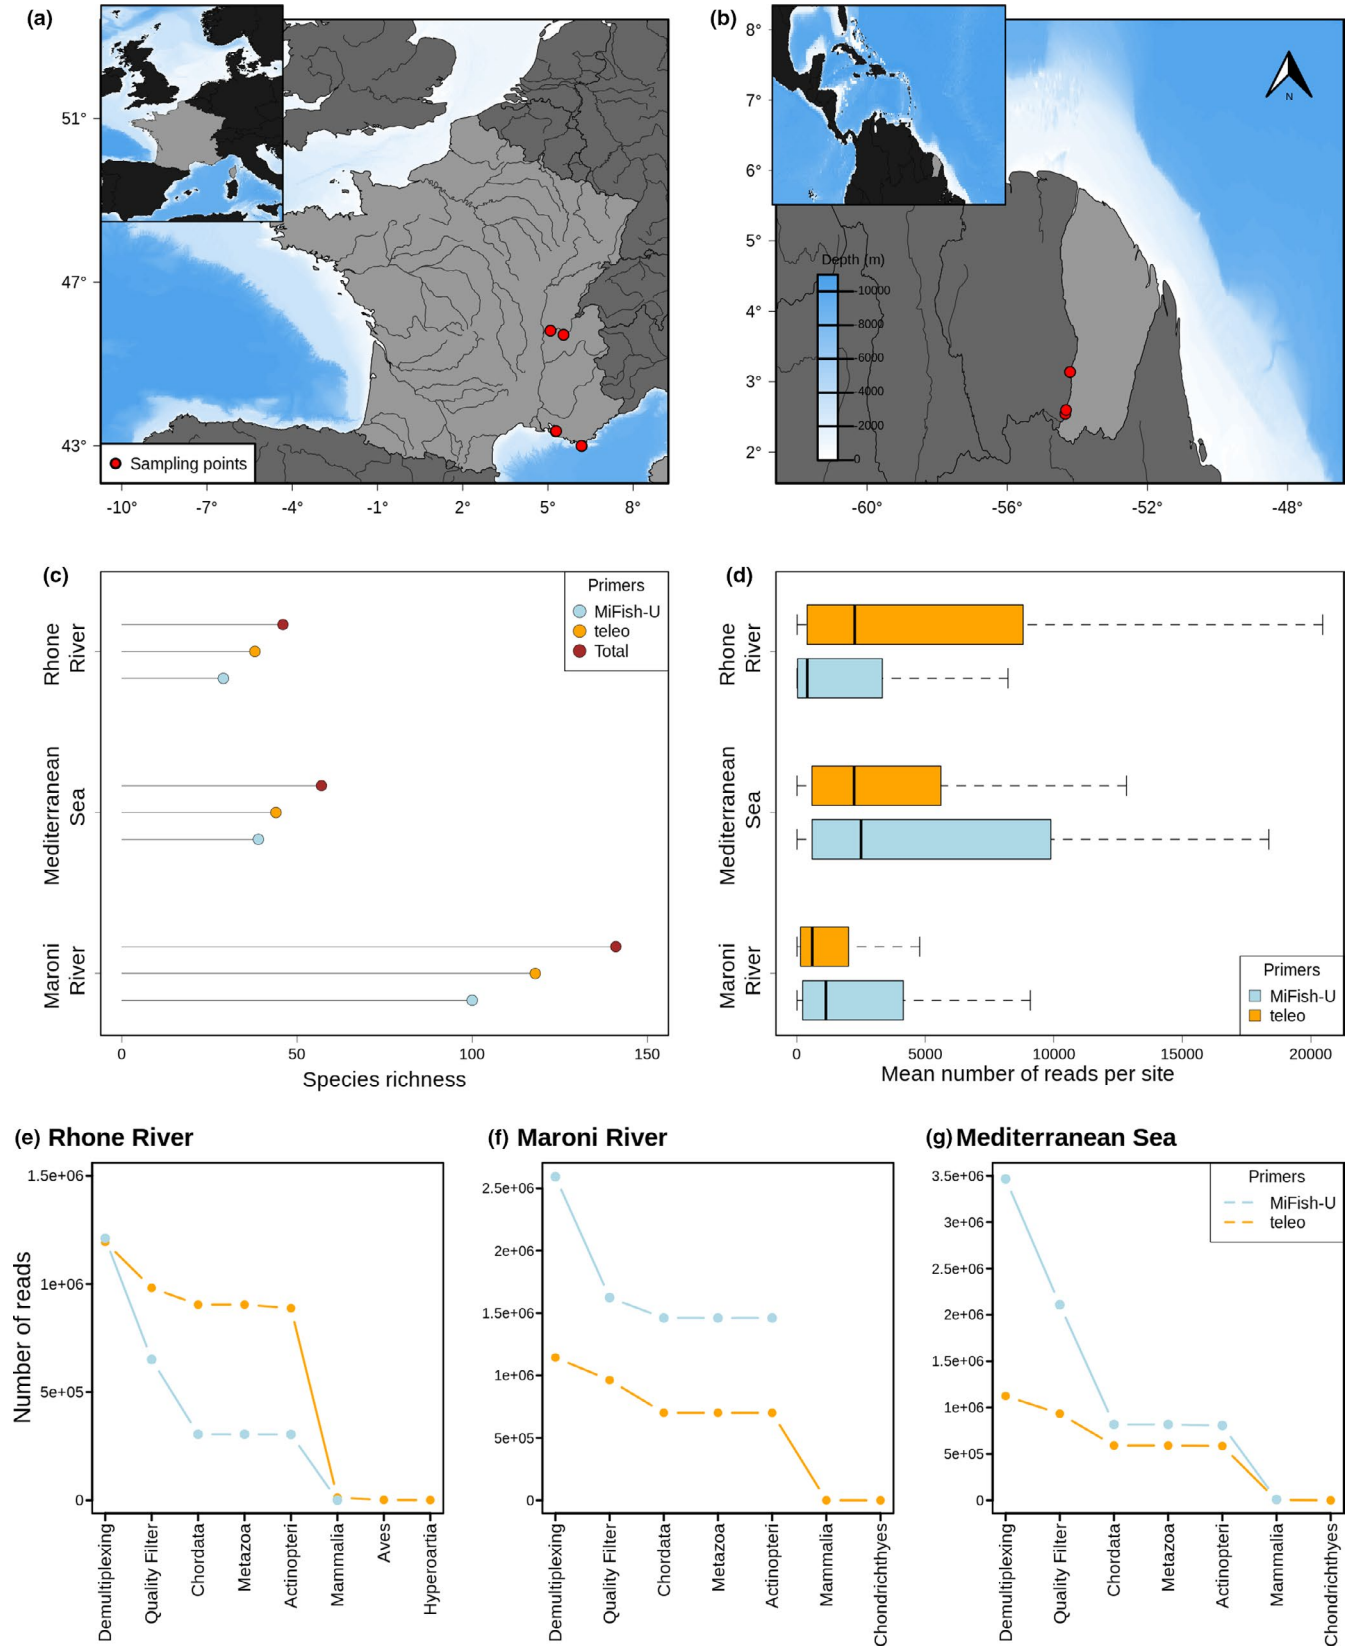 (a)
51°
47°
43°
Sampling points
-10° -7° -4° -1° 2° 5° 8°
(b)
8°
7°
6°
5°
4°
3°
2°
N
Depth (m)
10000
8000
6000
4000
2000
0
-60° -56° -52° -48°
(c)
Primers
MiFish-U
teleo
Total
Rhone
River
Mediterranean
Sea
Maroni
River
0 50 100 150
Species richness
(d)
Rhone
River
Mediterranean
Sea
Maroni
River
Primers
MiFish-U
teleo
0 5000 10000 15000 20000
Mean number of reads per site
(e) Rhone River
Number of reads
1.5e+06
1e+06
5e+05
0
Demultiplexing
Quality Filter
Chordata
Metazoa
Actinopteri
Mammalia
Aves
Hyperoartia
(f) Maroni River
2.5e+06
2e+06
1.5e+06
1e+06
5e+05
0
Demultiplexing
Quality Filter
Chordata
Metazoa
Actinopteri
Mammalia
Chondrichthyes
(g) Mediterranean Sea
Primers
MiFish-U
teleo
3.5e+06
3e+06
2.5e+06
2e+06
1.5e+06
1e+06
5e+05
0
Demultiplexing
Quality Filter
Chordata
Metazoa
Actinopteri
Mammalia
Chondrichthyes